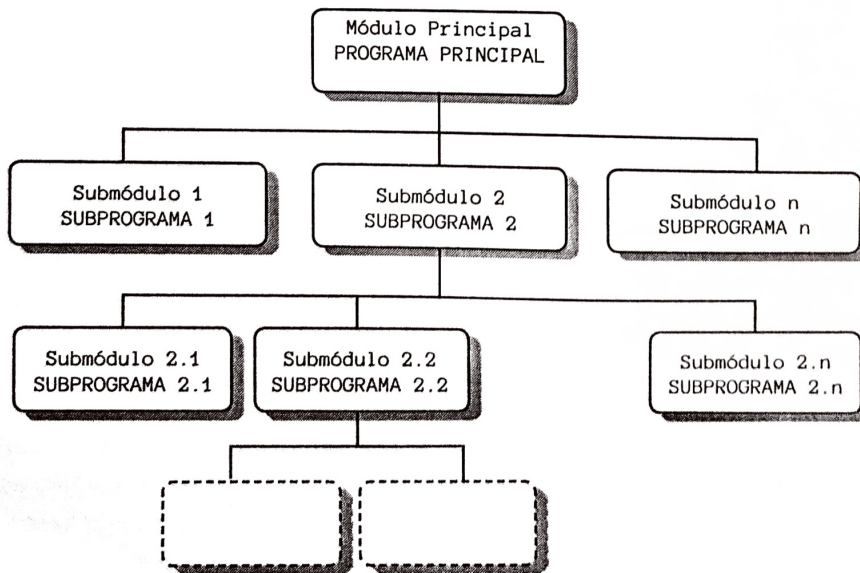 Módulo Principal
PROGRAMA PRINCIPAL
Submódulo 1
SUBPROGRAMA 1
Submódulo 2
SUBPROGRAMA 2
Submódulo n
SUBPROGRAMA n
Submódulo 2.1
SUBPROGRAMA 2.1
Submódulo 2.2
SUBPROGRAMA 2.2
Submódulo 2.n
SUBPROGRAMA 2.n